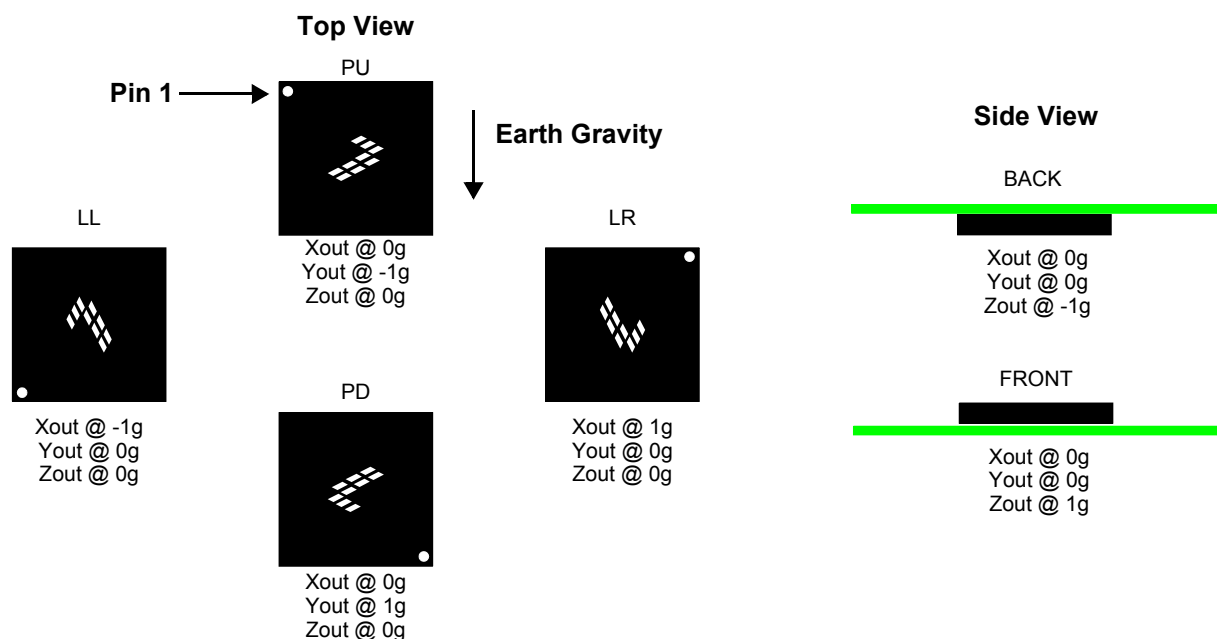 Top View
PU
Pin 1
Earth Gravity
Xout @ 0g
Yout @ -1g
Zout @ 0g
LL
Xout @ -1g
Yout @ 0g
Zout @ 0g
LR
Xout @ 1g
Yout @ 0g
Zout @ 0g
PD
Xout @ 0g
Yout @ 1g
Zout @ 0g
Side View
BACK
Xout @ 0g
Yout @ 0g
Zout @ -1g
FRONT
Xout @ 0g
Yout @ 0g
Zout @ 1g